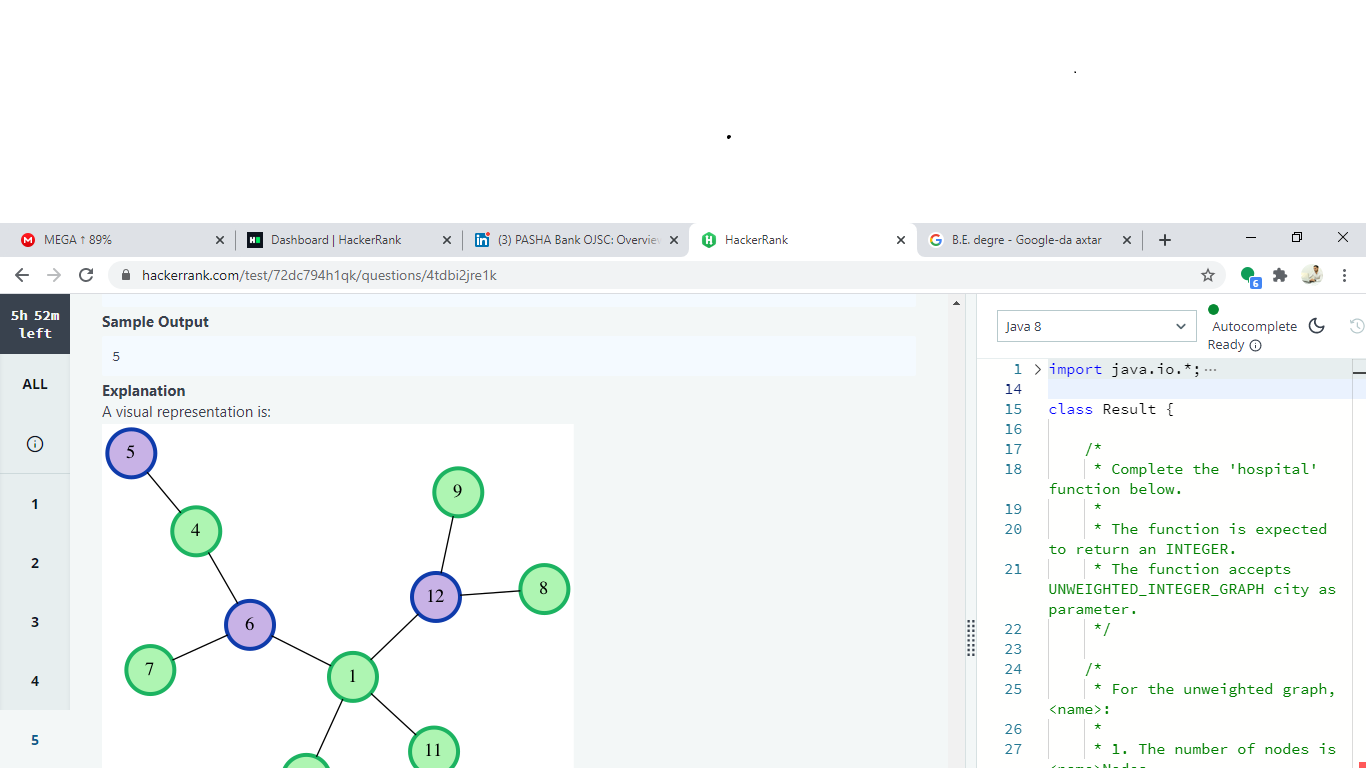 MEGA ↑ 89%
Dashboard | HackerRank
(3) PASHA Bank OJSC: Overview
HackerRank
B.E. degre - Google-da axtar
hackerrank.com/test/72dc794h1qk/questions/4tdbi2jre1k
6
5h 52m
left
ALL
1
2
3
4
5
Sample Output
5
Explanation
A visual representation is:
5
9
4
8
12
6
7
1
11
Java 8
Autocomplete
Ready
1 import java.io.*;
14
15 class Result {
16
17 /*
18 * Complete the 'hospital'
function below.
19 *
20 * The function is expected
to return an INTEGER.
21 * The function accepts
UNWEIGHTED_INTEGER_GRAPH city as
parameter.
22 */
23
24 /*
25 * For the unweighted graph,
<name>:
26 *
27 * 1. The number of nodes is
<name>Nodes